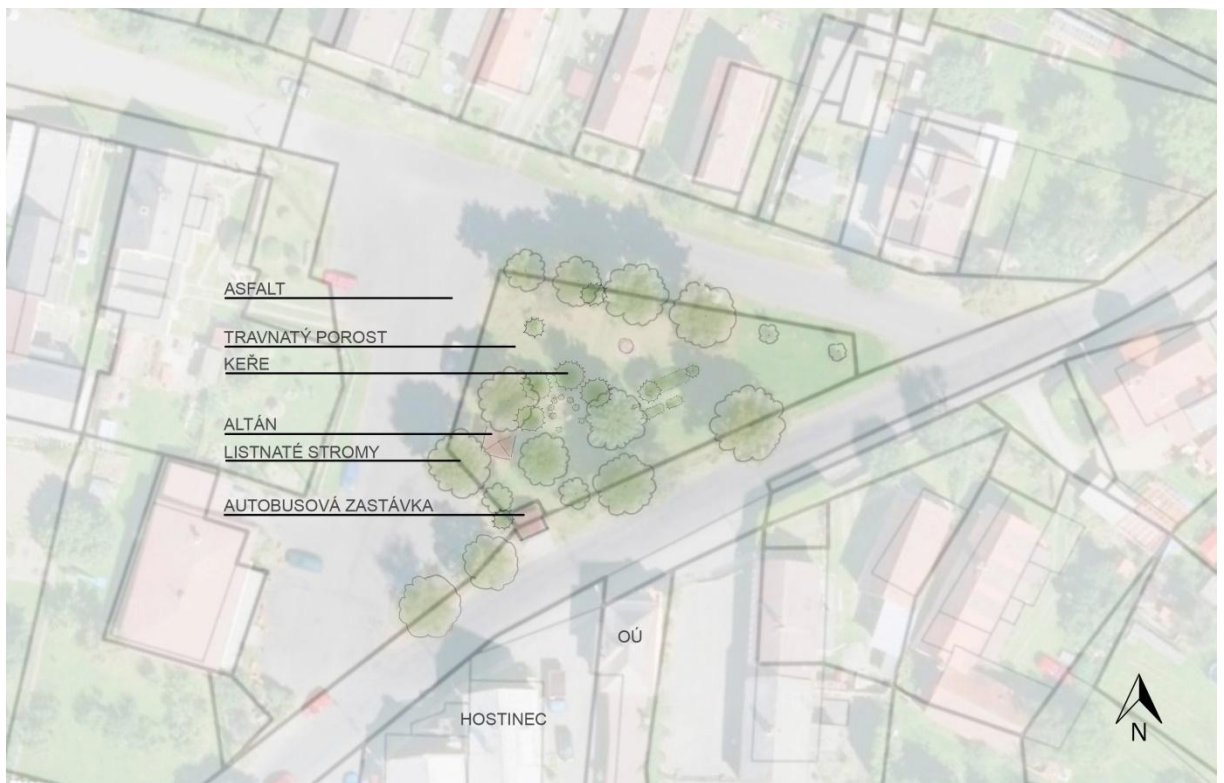 ASFALT
TRAVNATÝ POROST
KEŘE
ALTÁN
LISTNATÉ STROMY
AUTOBUSOVÁ ZASTÁVKA
OÚ
HOSTINEC
N